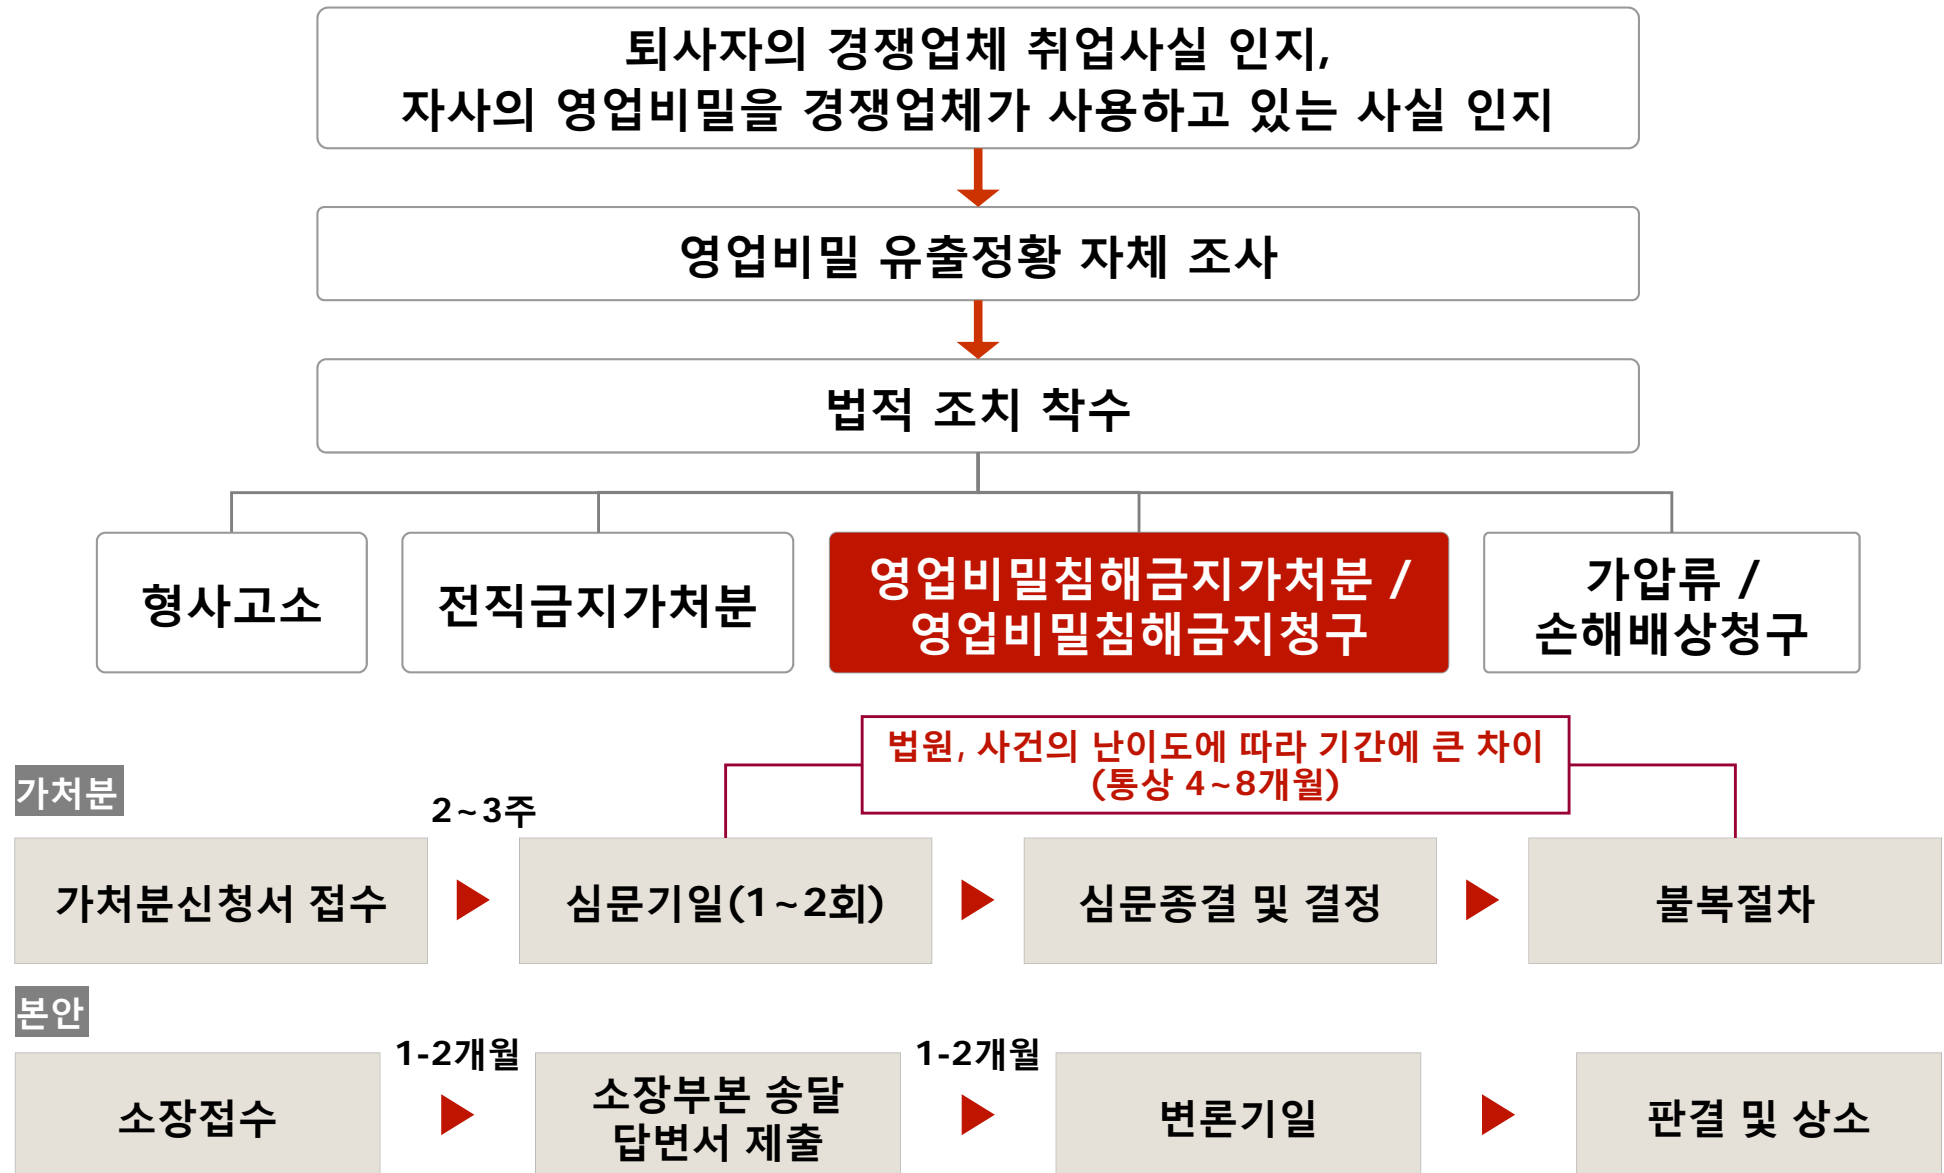 퇴사자의 경쟁업체 취업사실 인지,
자사의 영업비밀을 경쟁업체가 사용하고 있는 사실 인지
영업비밀 유출정황 자체 조사
법적 조치 착수
형사고소
전직금지가처분
영업비밀침해금지가처분 /
영업비밀침해금지청구
가압류 /
손해배상청구
법원, 사건의 난이도에 따라 기간에 큰 차이
(통상 4~8개월)
가처분
2~3주
가처분신청서 접수
심문기일(1~2회)
심문종결 및 결정
불복절차
본안
1-2개월
1-2개월
소장접수
소장부본 송달
답변서 제출
변론기일
판결 및 상소